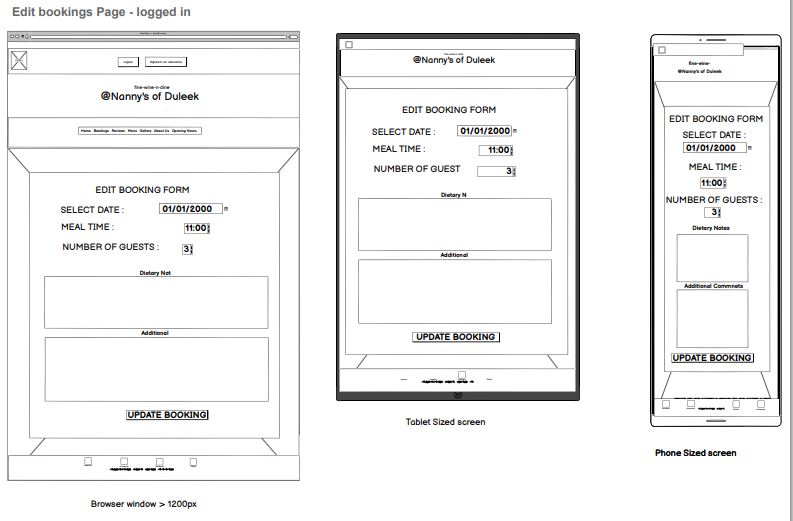 Edit bookings Page - logged in
Logout
Signed in as: username
fine-wine-n-dine
@Nanny's of Duleek
Home Bookings Reviews Menu Gallery About Us Opening Hours
EDIT BOOKING FORM
SELECT DATE : 01/01/2000
MEAL TIME : 11:00
NUMBER OF GUESTS : 3
Dietary Not
Additional
UPDATE BOOKING
Browser window > 1200px
fine-wine-n-dine
@Nanny's of Duleek
EDIT BOOKING FORM
SELECT DATE : 01/01/2000
MEAL TIME : 11:00
NUMBER OF GUEST 3
Dietary N
Additional
UPDATE BOOKING
Tablet Sized screen
fine-wine-
@Nanny's of Duleek
EDIT BOOKING FORM
SELECT DATE :
01/01/2000
MEAL TIME :
11:00
NUMBER OF GUESTS :
3
Dietary Notes
Additional Commnets
UPDATE BOOKING
Phone Sized screen